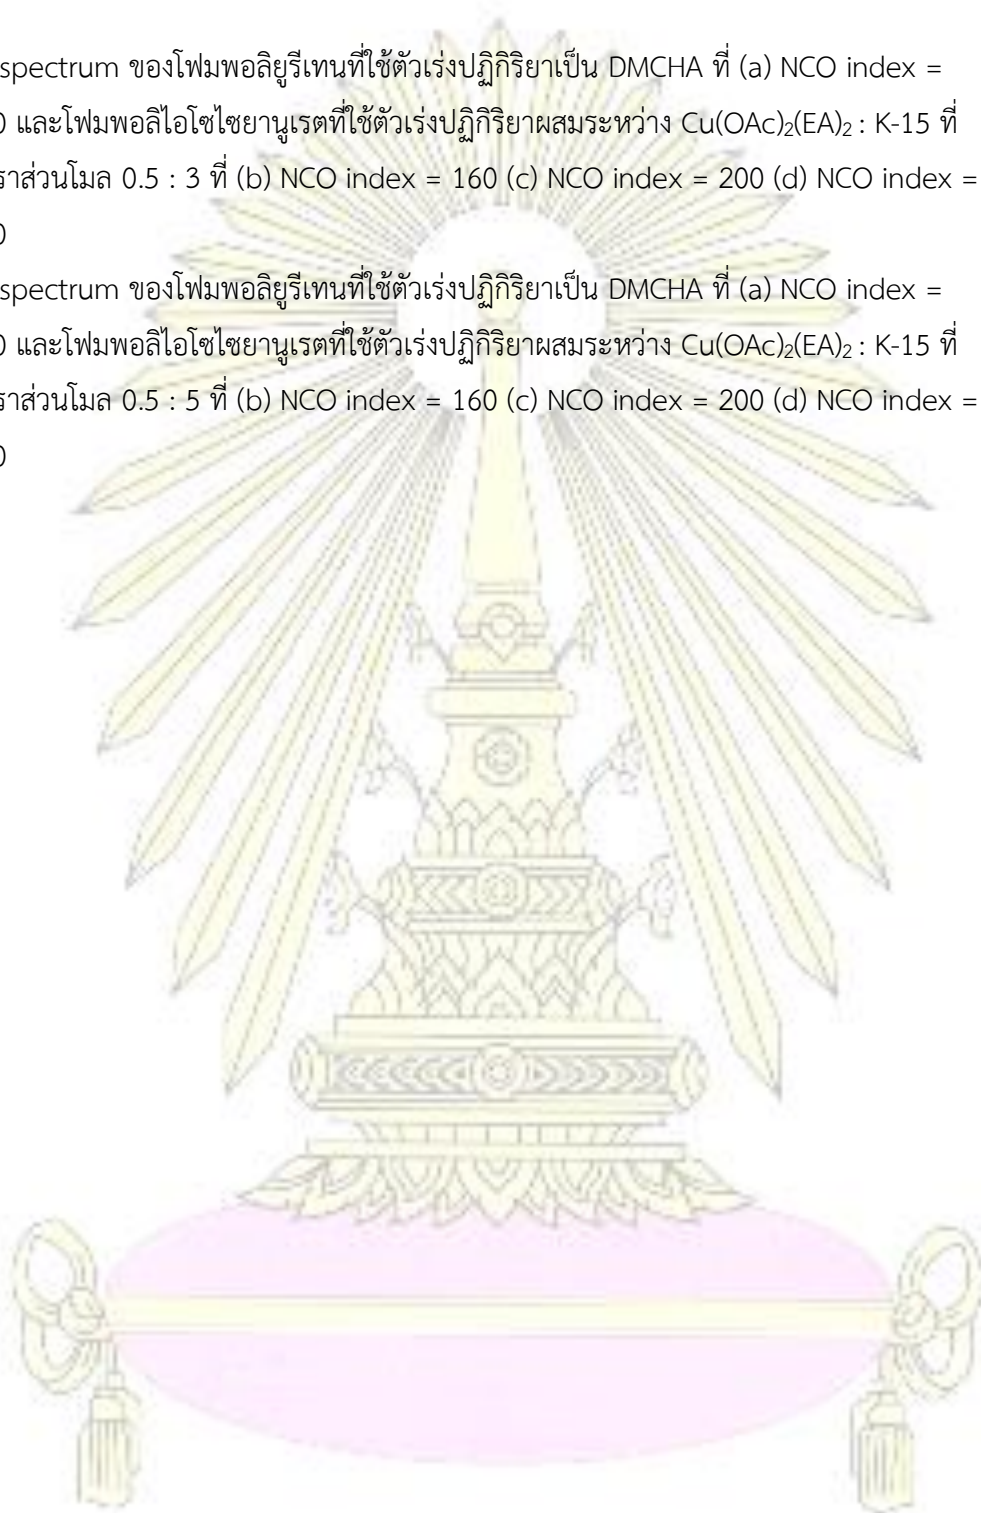 spectrum ของโฟมพอลิยูรีเทนที่ใช้ตัวเร่งปฏิกิริยาเป็น DMCHA ที่ (a) NCO index =
0 และโฟมพอลิไอโซไซยานูเรตที่ใช้ตัวเร่งปฏิกิริยาผสมระหว่าง Cu(OAc)₂(EA)₂ : K-15 ที่
ราส่วนโมล 0.5 : 3 ที่ (b) NCO index = 160 (c) NCO index = 200 (d) NCO index =
0
spectrum ของโฟมพอลิยูรีเทนที่ใช้ตัวเร่งปฏิกิริยาเป็น DMCHA ที่ (a) NCO index =
0 และโฟมพอลิไอโซไซยานูเรตที่ใช้ตัวเร่งปฏิกิริยาผสมระหว่าง Cu(OAc)₂(EA)₂ : K-15 ที่
ราส่วนโมล 0.5 : 5 ที่ (b) NCO index = 160 (c) NCO index = 200 (d) NCO index =
0